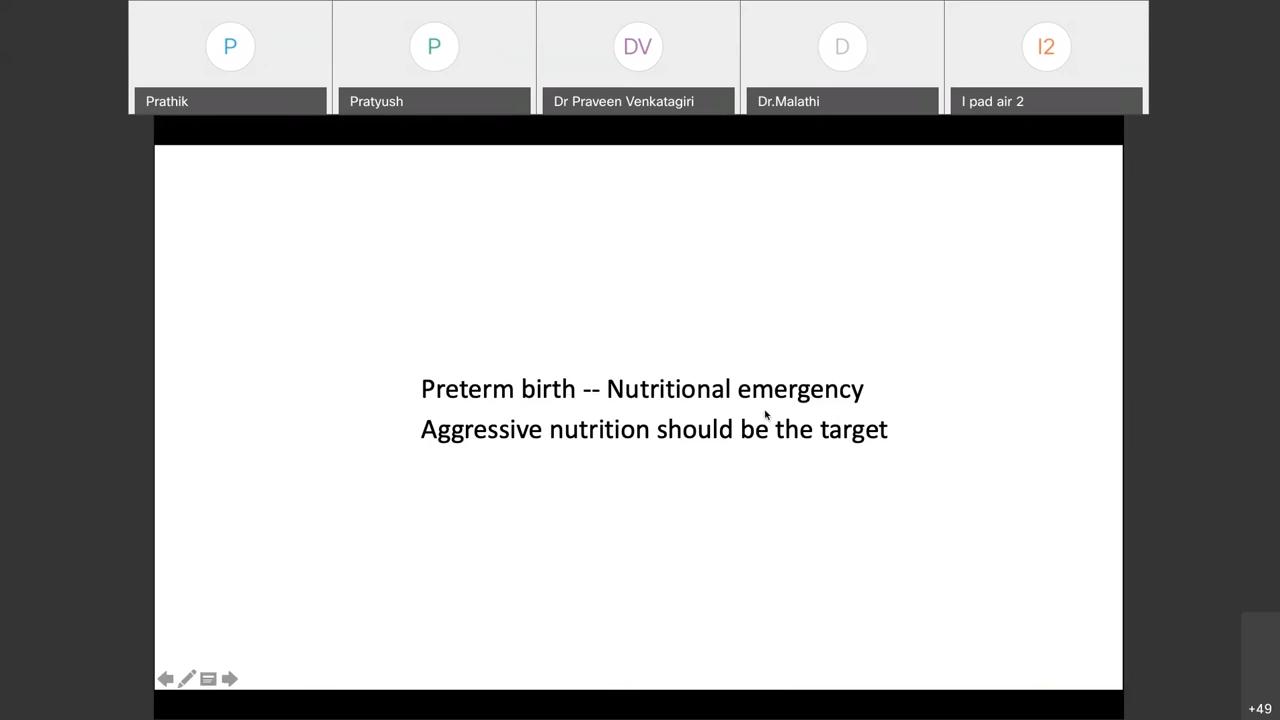 P
P
DV
D
I2
Prathik
Pratyush
Dr Praveen Venkatagiri
Dr.Malathi
I pad air 2
Preterm birth -- Nutritional emergency
Aggressive nutrition should be the target
+49